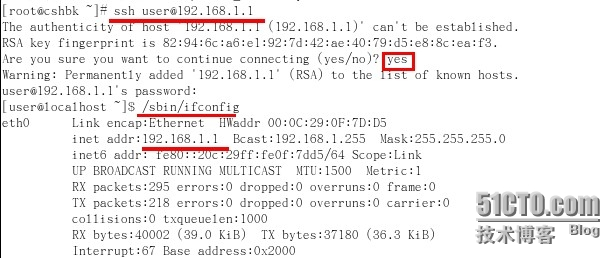 [root@cshbk ~]# ssh user@192.168.1.1
The authenticity of host '192.168.1.1 (192.168.1.1)' can't be established.
RSA key fingerprint is 82:94:6c:a6:e1:92:7d:42:ae:40:79:d5:e8:8c:ea:f3.
Are you sure you want to continue connecting (yes/no)? yes
Warning: Permanently added '192.168.1.1' (RSA) to the list of known hosts.
user@192.168.1.1's password:
[user@localhost ~]$ /sbin/ifconfig
eth0 Link encap:Ethernet HWaddr 00:0C:29:0F:7D:D5
inet addr:192.168.1.1 Bcast:192.168.1.255 Mask:255.255.255.0
inet6 addr: fe80::20c:29ff:fe0f:7dd5/64 Scope:Link
UP BROADCAST RUNNING MULTICAST MTU:1500 Metric:1
RX packets:295 errors:0 dropped:0 overruns:0 frame:0
TX packets:218 errors:0 dropped:0 overruns:0 carrier:0
collisions:0 txqueuelen:1000
RX bytes:40002 (39.0 KiB) TX bytes:37180 (36.3 KiB)
Interrupt:67 Base address:0x2000
51CTO.com
技术博客 Blog